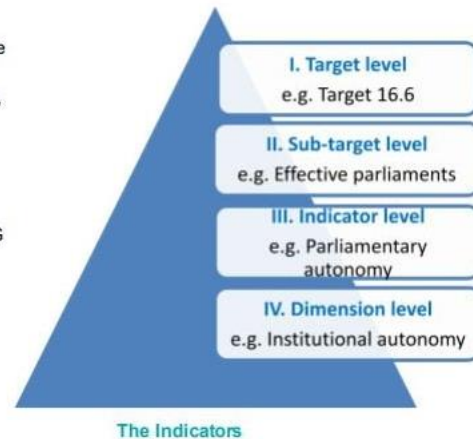 I. Target level
e.g. Target 16.6
II. Sub-target level
e.g. Effective parliaments
III. Indicator level
e.g. Parliamentary
autonomy
IV. Dimension level
e.g. Institutional autonomy
The Indicators